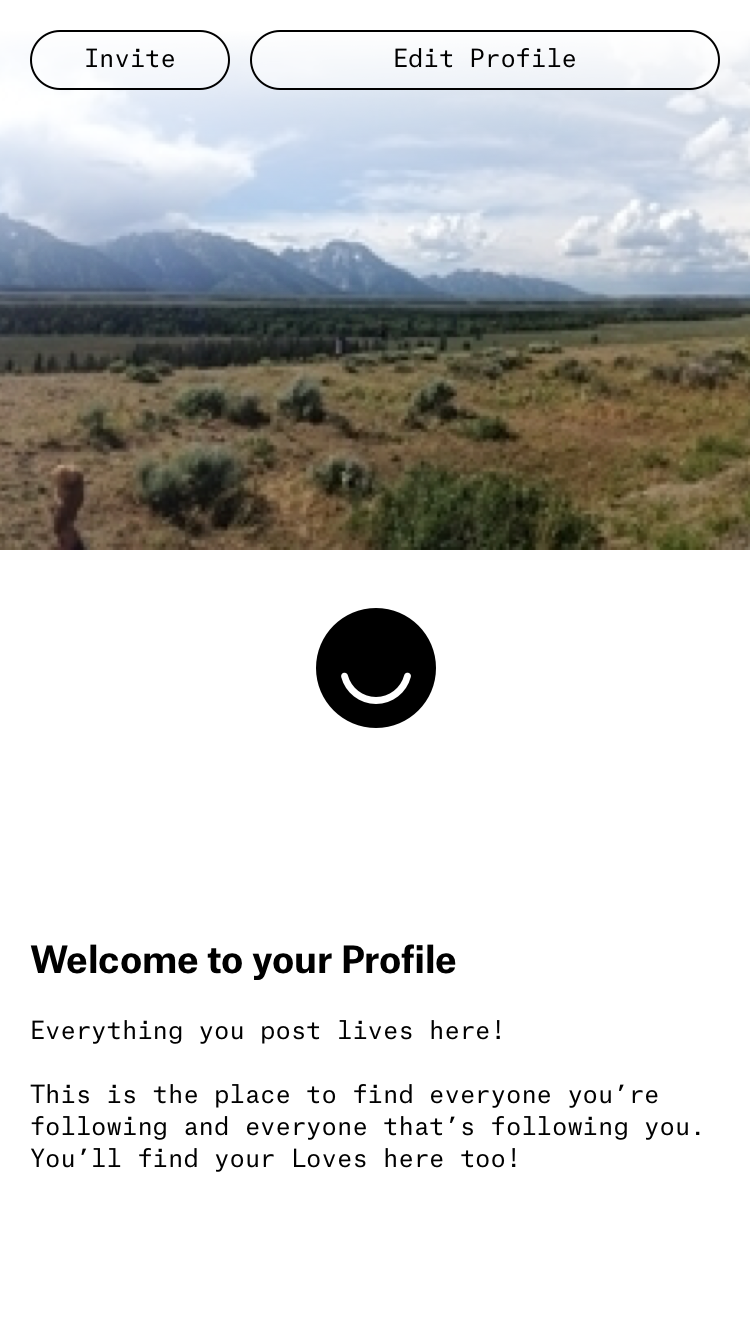 Invite
Edit Profile
Welcome to your Profile
Everything you post lives here!
This is the place to find everyone you’re
following and everyone that’s following you.
You’ll find your Loves here too!